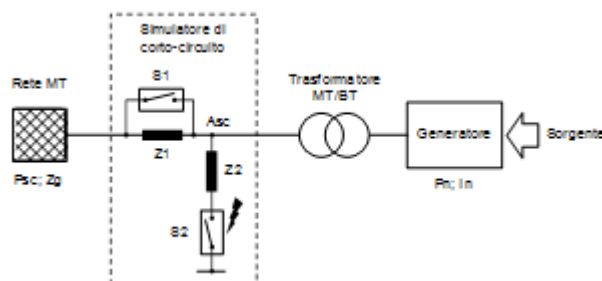 Simulatore di
corto-circuito
S1
Rete MT
Trasformatore
MT/BT
Asc
Generatore
Sorgente
Z1
Z2
Psc; Zg
Pn; In
S2